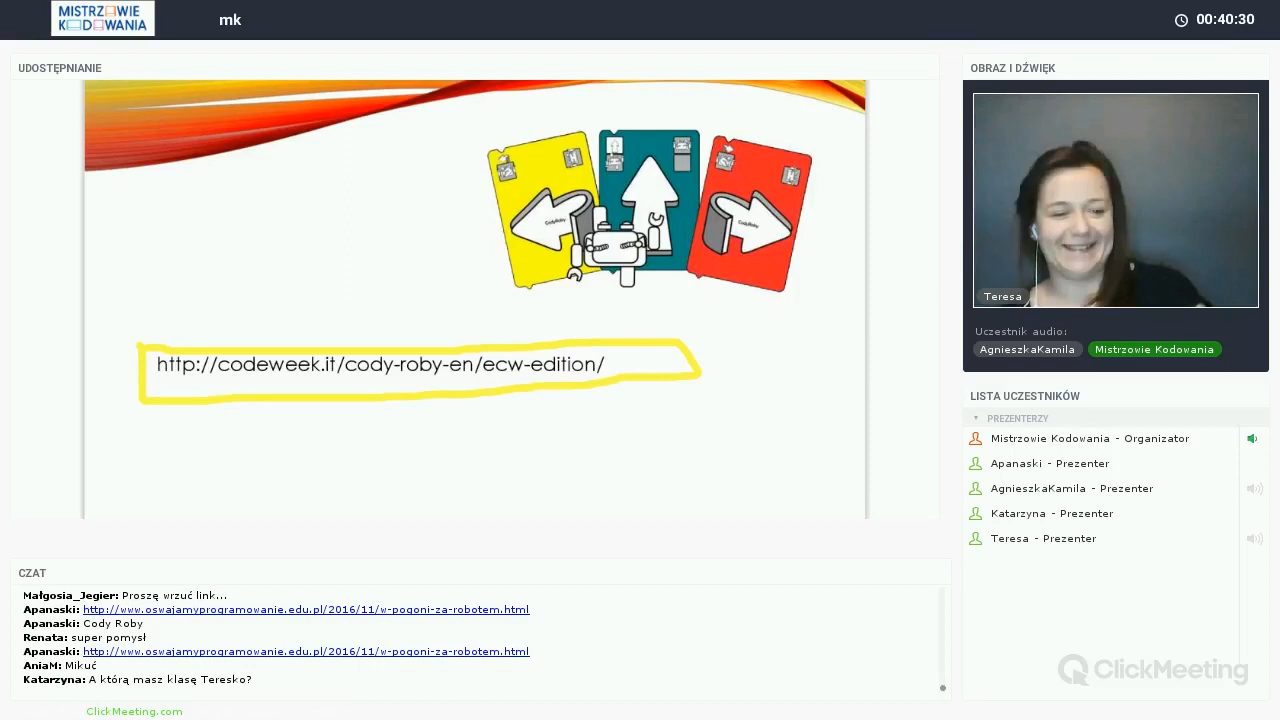 MISTRZOWIE
KODOWANIA
mk
00:40:30
UDOSTĘPNIANIE
CodyRoby
CodyRoby
http://codeweek.it/cody-roby-en/ecw-edition/
OBRAZ I DŹWIĘK
Teresa
Uczestnik audio:
AgnieszkaKamila Mistrzowie Kodowania
LISTA UCZESTNIKÓW
PREZENTERZY
Mistrzowie Kodowania - Organizator
Apanaski - Prezenter
AgnieszkaKamila - Prezenter
Katarzyna - Prezenter
Teresa - Prezenter
CZAT
Małgosia_Jegier: Proszę wrzuć link...
Apanaski: http://www.oswajamyprogramowanie.edu.pl/2016/11/w-pogoni-za-robotem.html
Apanaski: Cody Roby
Renata: super pomysł
Apanaski: http://www.oswajamyprogramowanie.edu.pl/2016/11/w-pogoni-za-robotem.html
AniaM: Mikuć
Katarzyna: A którą masz klasę Teresko?
ClickMeeting
ClickMeeting.com